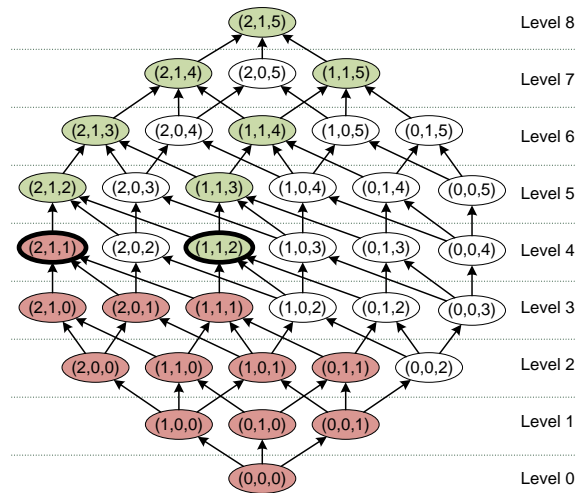 (2,1,5) Level 8
(2,1,4) (2,0,5) (1,1,5) Level 7
(2,1,3) (2,0,4) (1,1,4) (1,0,5) (0,1,5) Level 6
(2,1,2) (2,0,3) (1,1,3) (1,0,4) (0,1,4) (0,0,5) Level 5
(2,1,1) (2,0,2) (1,1,2) (1,0,3) (0,1,3) (0,0,4) Level 4
(2,1,0) (2,0,1) (1,1,1) (1,0,2) (0,1,2) (0,0,3) Level 3
(2,0,0) (1,1,0) (1,0,1) (0,1,1) (0,0,2) Level 2
(1,0,0) (0,1,0) (0,0,1) Level 1
(0,0,0) Level 0